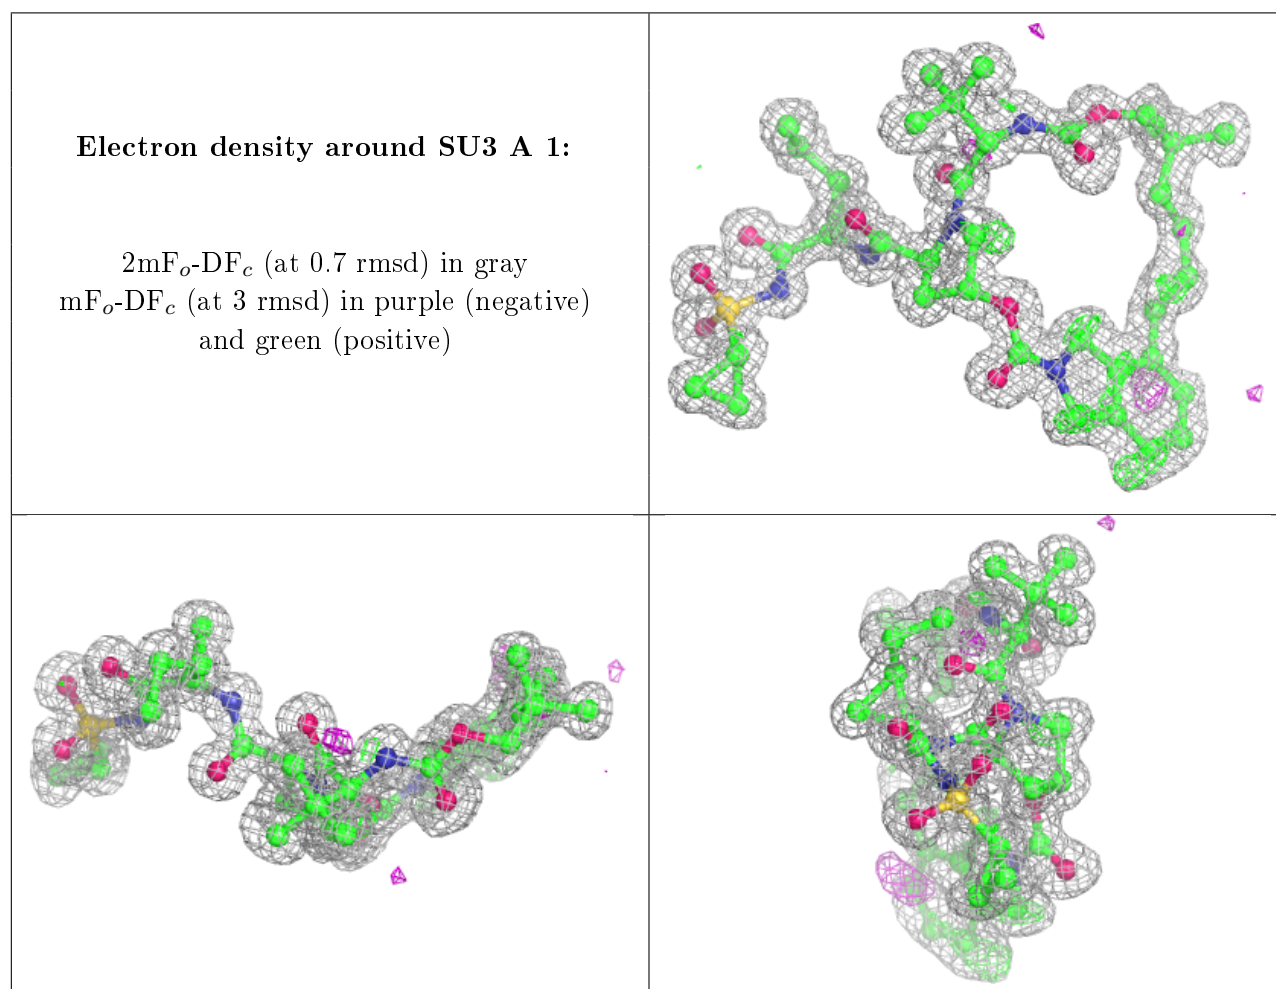 Electron density around SU3 A 1:
2mFo-DFc (at 0.7 rmsd) in gray
mFo-DFc (at 3 rmsd) in purple (negative)
and green (positive)